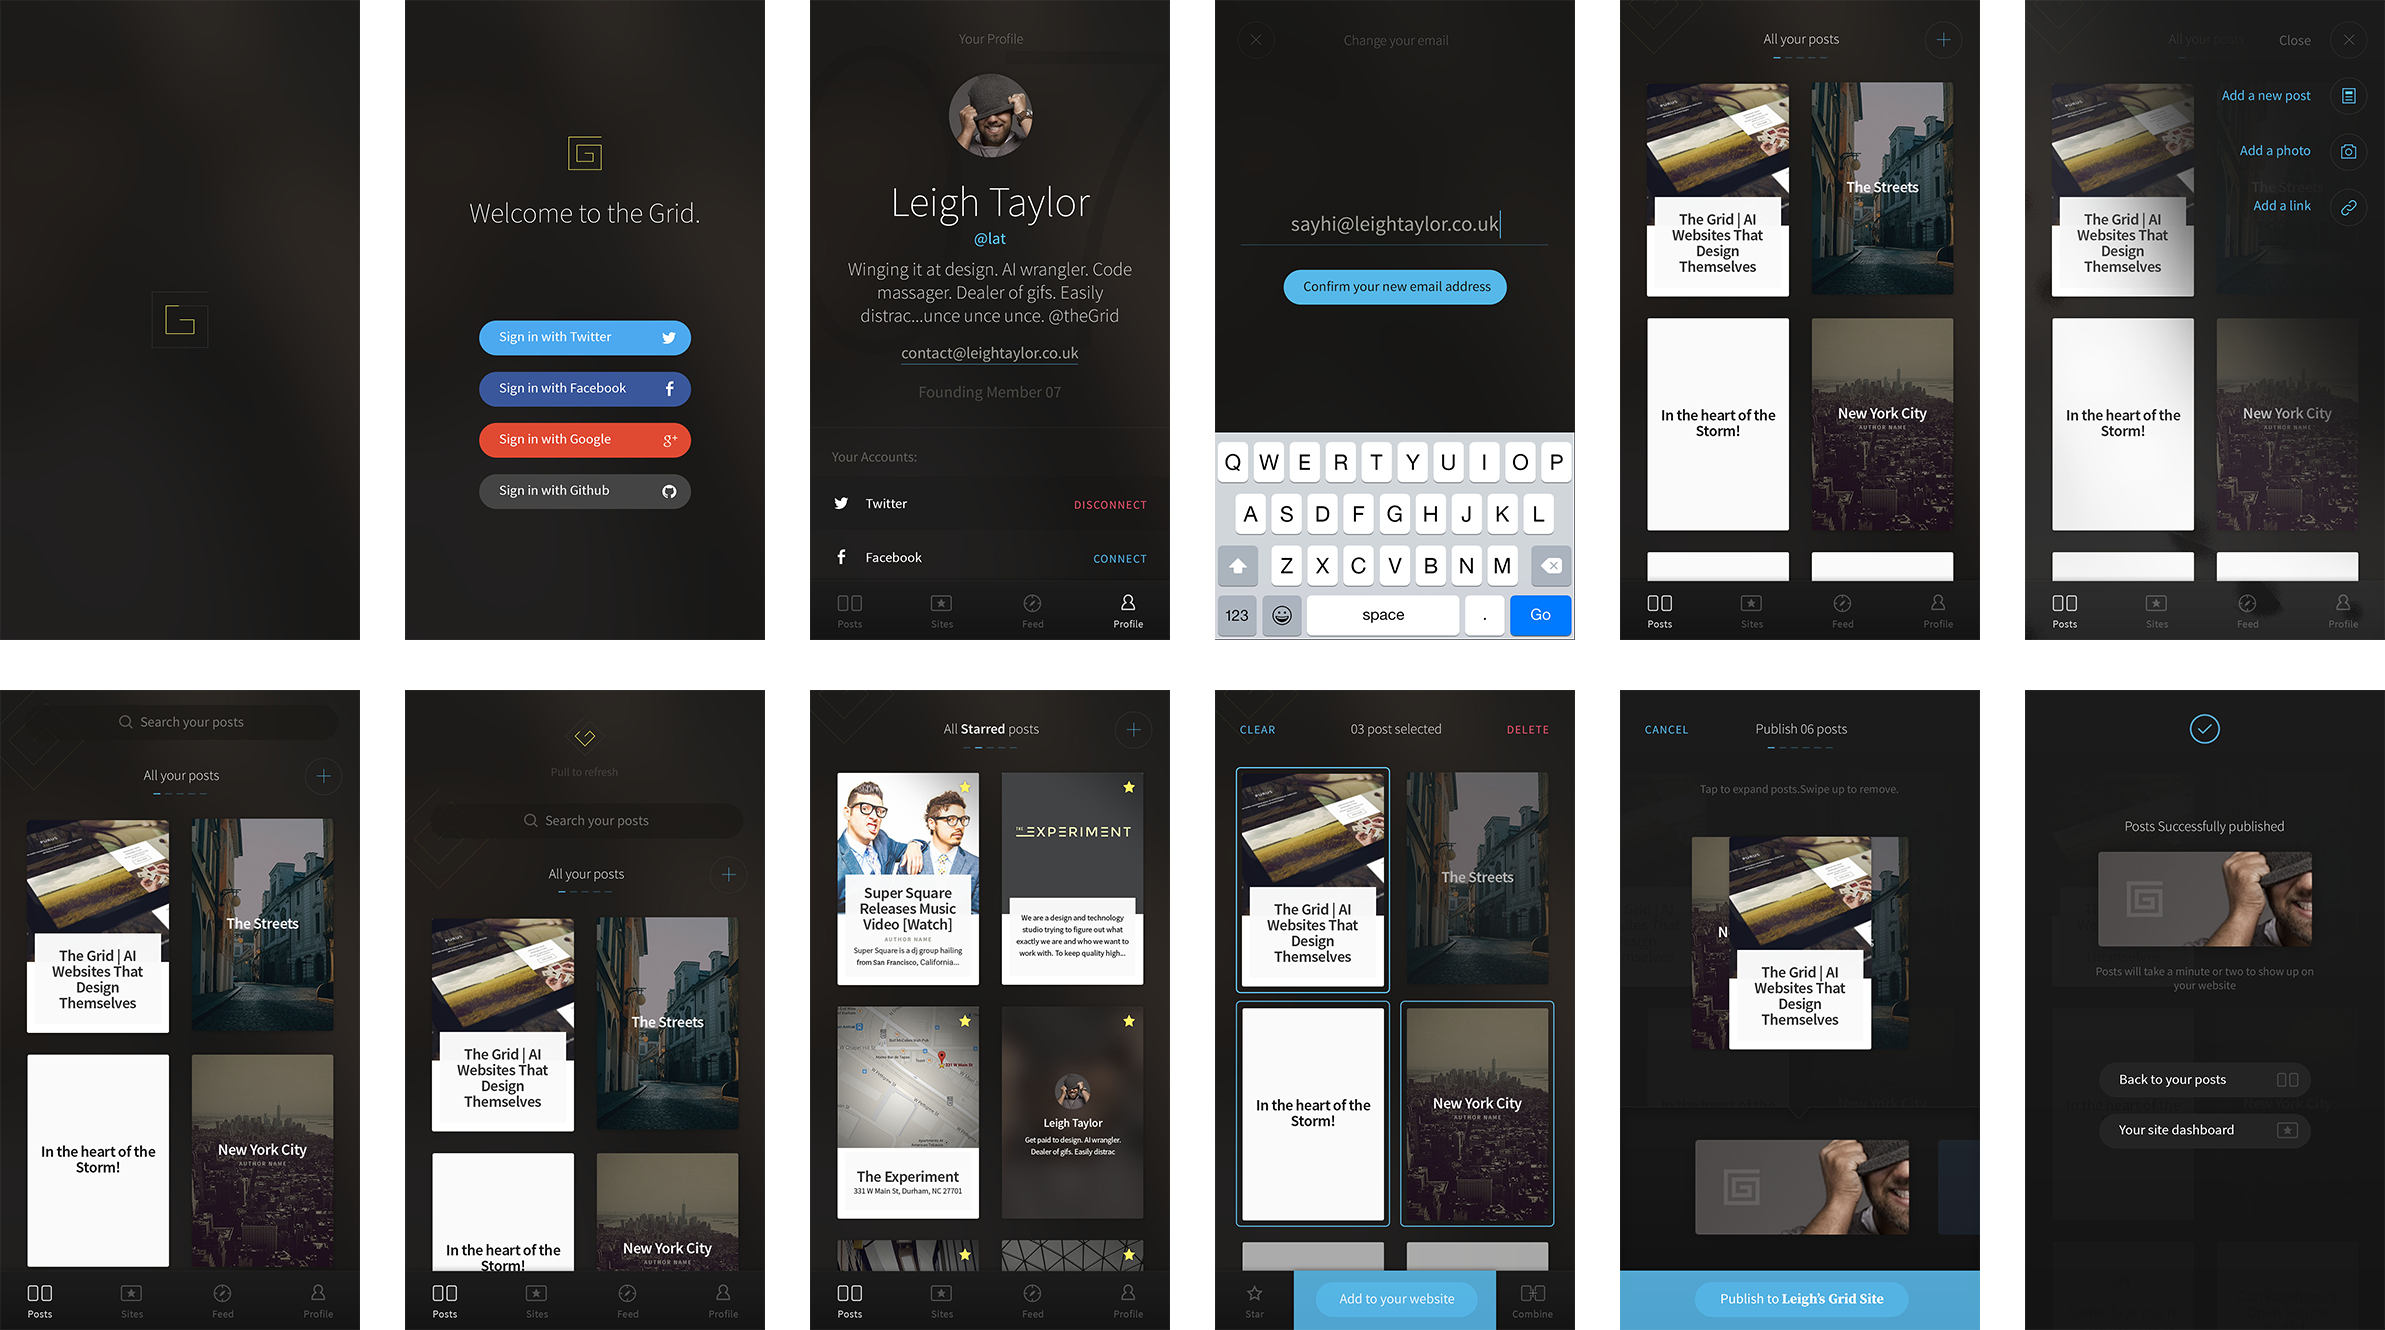 Welcome to the Grid.
Sign in with Twitter
Sign in with Facebook
Sign in with Google
g+
Sign in with Github
Your Profile
Leigh Taylor
@lat
Winging it at design. AI wrangler. Code
massager. Dealer of gifs. Easily
distrac...unce unce unce. @theGrid
contact@leightaylor.co.uk
Founding Member 07
Your Accounts:
Twitter
DISCONNECT
Facebook
CONNECT
Posts
Sites
Feed
Profile
Change your email
sayhi@leightaylor.co.uk
Confirm your new email address
Q W E R T Y U I O P
A S D F G H J K L
Z X C V B N M
123
space
.
Go
All your posts
PURUS
The Grid | AI
Websites That
Design
Themselves
The Streets
In the heart of the
Storm!
New York City
AUTHOR NAME
Posts
Sites
Feed
Profile
All your posts
Close
Add a new post
Add a photo
The Streets
Add a link
PURUS
The Grid | AI
Websites That
Design
Themselves
In the heart of the
Storm!
New York City
AUTHOR NAME
Posts
Sites
Feed
Profile
Search your posts
All your posts
PURUS
The Grid | AI
Websites That
Design
Themselves
The Streets
In the heart of the
Storm!
New York City
AUTHOR NAME
Posts
Sites
Feed
Profile
Pull to refresh
Search your posts
All your posts
PURUS
The Grid | AI
Websites That
Design
Themselves
The Streets
In the heart of the
Storm!
New York City
Posts
Sites
Feed
Profile
All Starred posts
Super Square
Releases Music
Video [Watch]
AUTHOR NAME
Super Square is a dj group hailing
from San Francisco, California...
THE EXPERIMENT
We are a design and technology
studio trying to figure out what
exactly we are and who we want to
work with. To keep quality high...
331 W Main St
The Experiment
331 W Main St, Durham, NC 27701
Leigh Taylor
Get paid to design. AI wrangler.
Dealer of gifs. Easily distrac
Posts
Sites
Feed
Profile
CLEAR
03 post selected
DELETE
PURUS
The Grid | AI
Websites That
Design
Themselves
The Streets
In the heart of the
Storm!
New York City
AUTHOR NAME
Star
Add to your website
Combine
CANCEL
Publish 06 posts
Tap to expand posts.Swipe up to remove.
PURUS
N
The Grid | AI
Websites That
Design
Themselves
Publish to Leigh's Grid Site
Posts Successfully published
Posts will take a minute or two to show up on
your website
Back to your posts
Your site dashboard